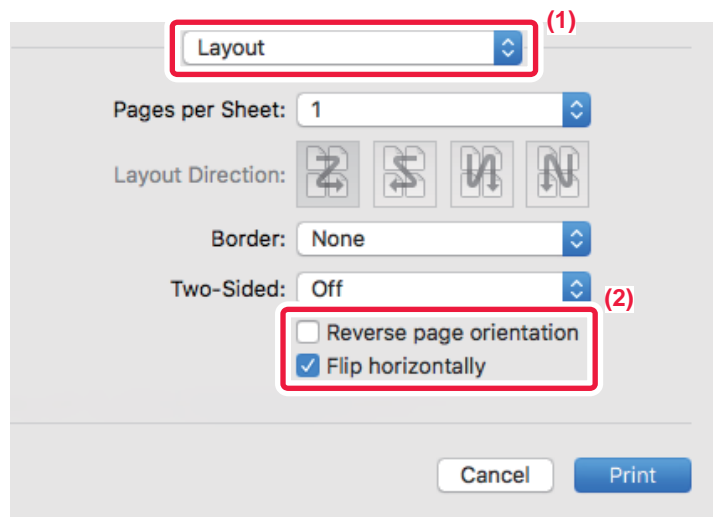 (1)
Layout
Pages per Sheet: 1
Layout Direction:
Border: None
Two-Sided: Off
(2)
Reverse page orientation
Flip horizontally
Cancel Print